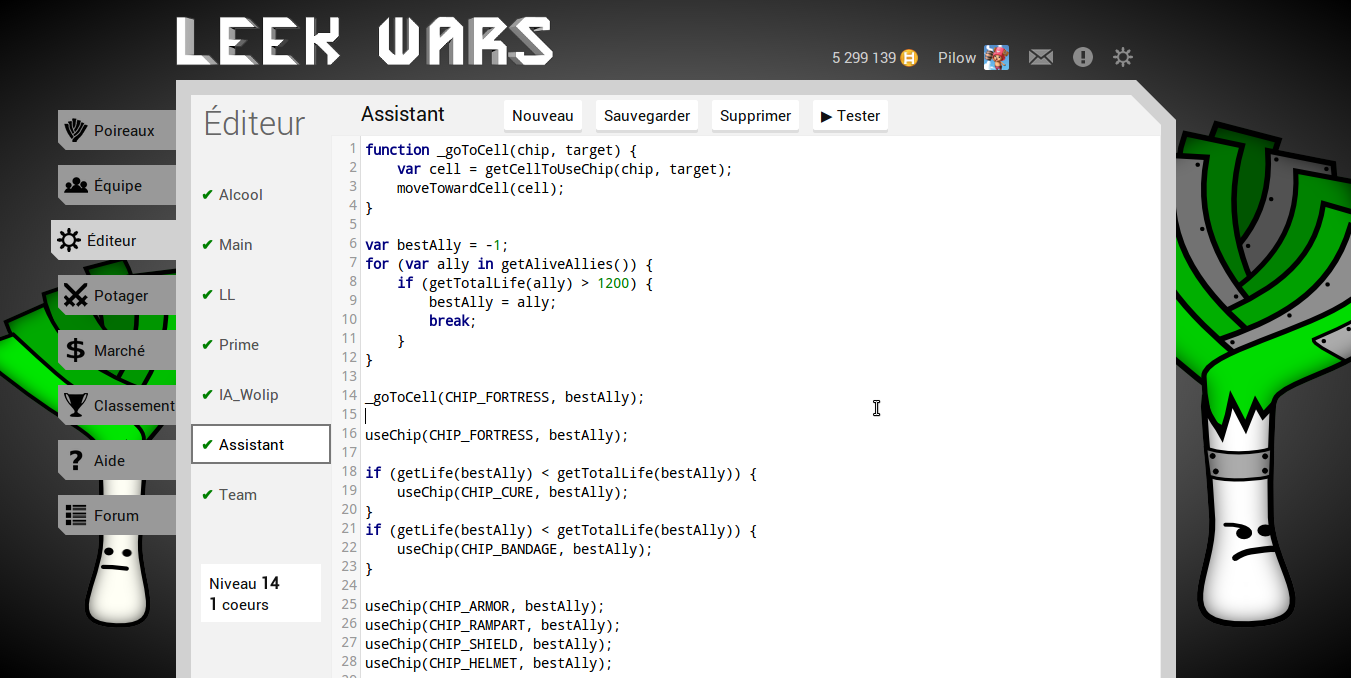 LEEK WARS
5 299 139
Pilow
Poireaux
Équipe
Éditeur
Potager
Marché
Classement
Aide
Forum
Éditeur
✔ Alcool
✔ Main
✔ LL
✔ Prime
✔ IA_Wolip
✔ Assistant
✔ Team
Niveau 14
1 coeurs
Assistant
Nouveau
Sauvegarder
Supprimer
▶ Tester
1 function _goToCell(chip, target) {
2     var cell = getCellToUseChip(chip, target);
3     moveTowardCell(cell);
4 }
5
6 var bestAlly = -1;
7 for (var ally in getAliveAllies()) {
8     if (getTotalLife(ally) > 1200) {
9         bestAlly = ally;
10         break;
11     }
12 }
13
14 _goToCell(CHIP_FORTRESS, bestAlly);
15
16 useChip(CHIP_FORTRESS, bestAlly);
17
18 if (getLife(bestAlly) < getTotalLife(bestAlly)) {
19     useChip(CHIP_CURE, bestAlly);
20 }
21 if (getLife(bestAlly) < getTotalLife(bestAlly)) {
22     useChip(CHIP_BANDAGE, bestAlly);
23 }
24
25 useChip(CHIP_ARMOR, bestAlly);
26 useChip(CHIP_RAMPART, bestAlly);
27 useChip(CHIP_SHIELD, bestAlly);
28 useChip(CHIP_HELMET, bestAlly);